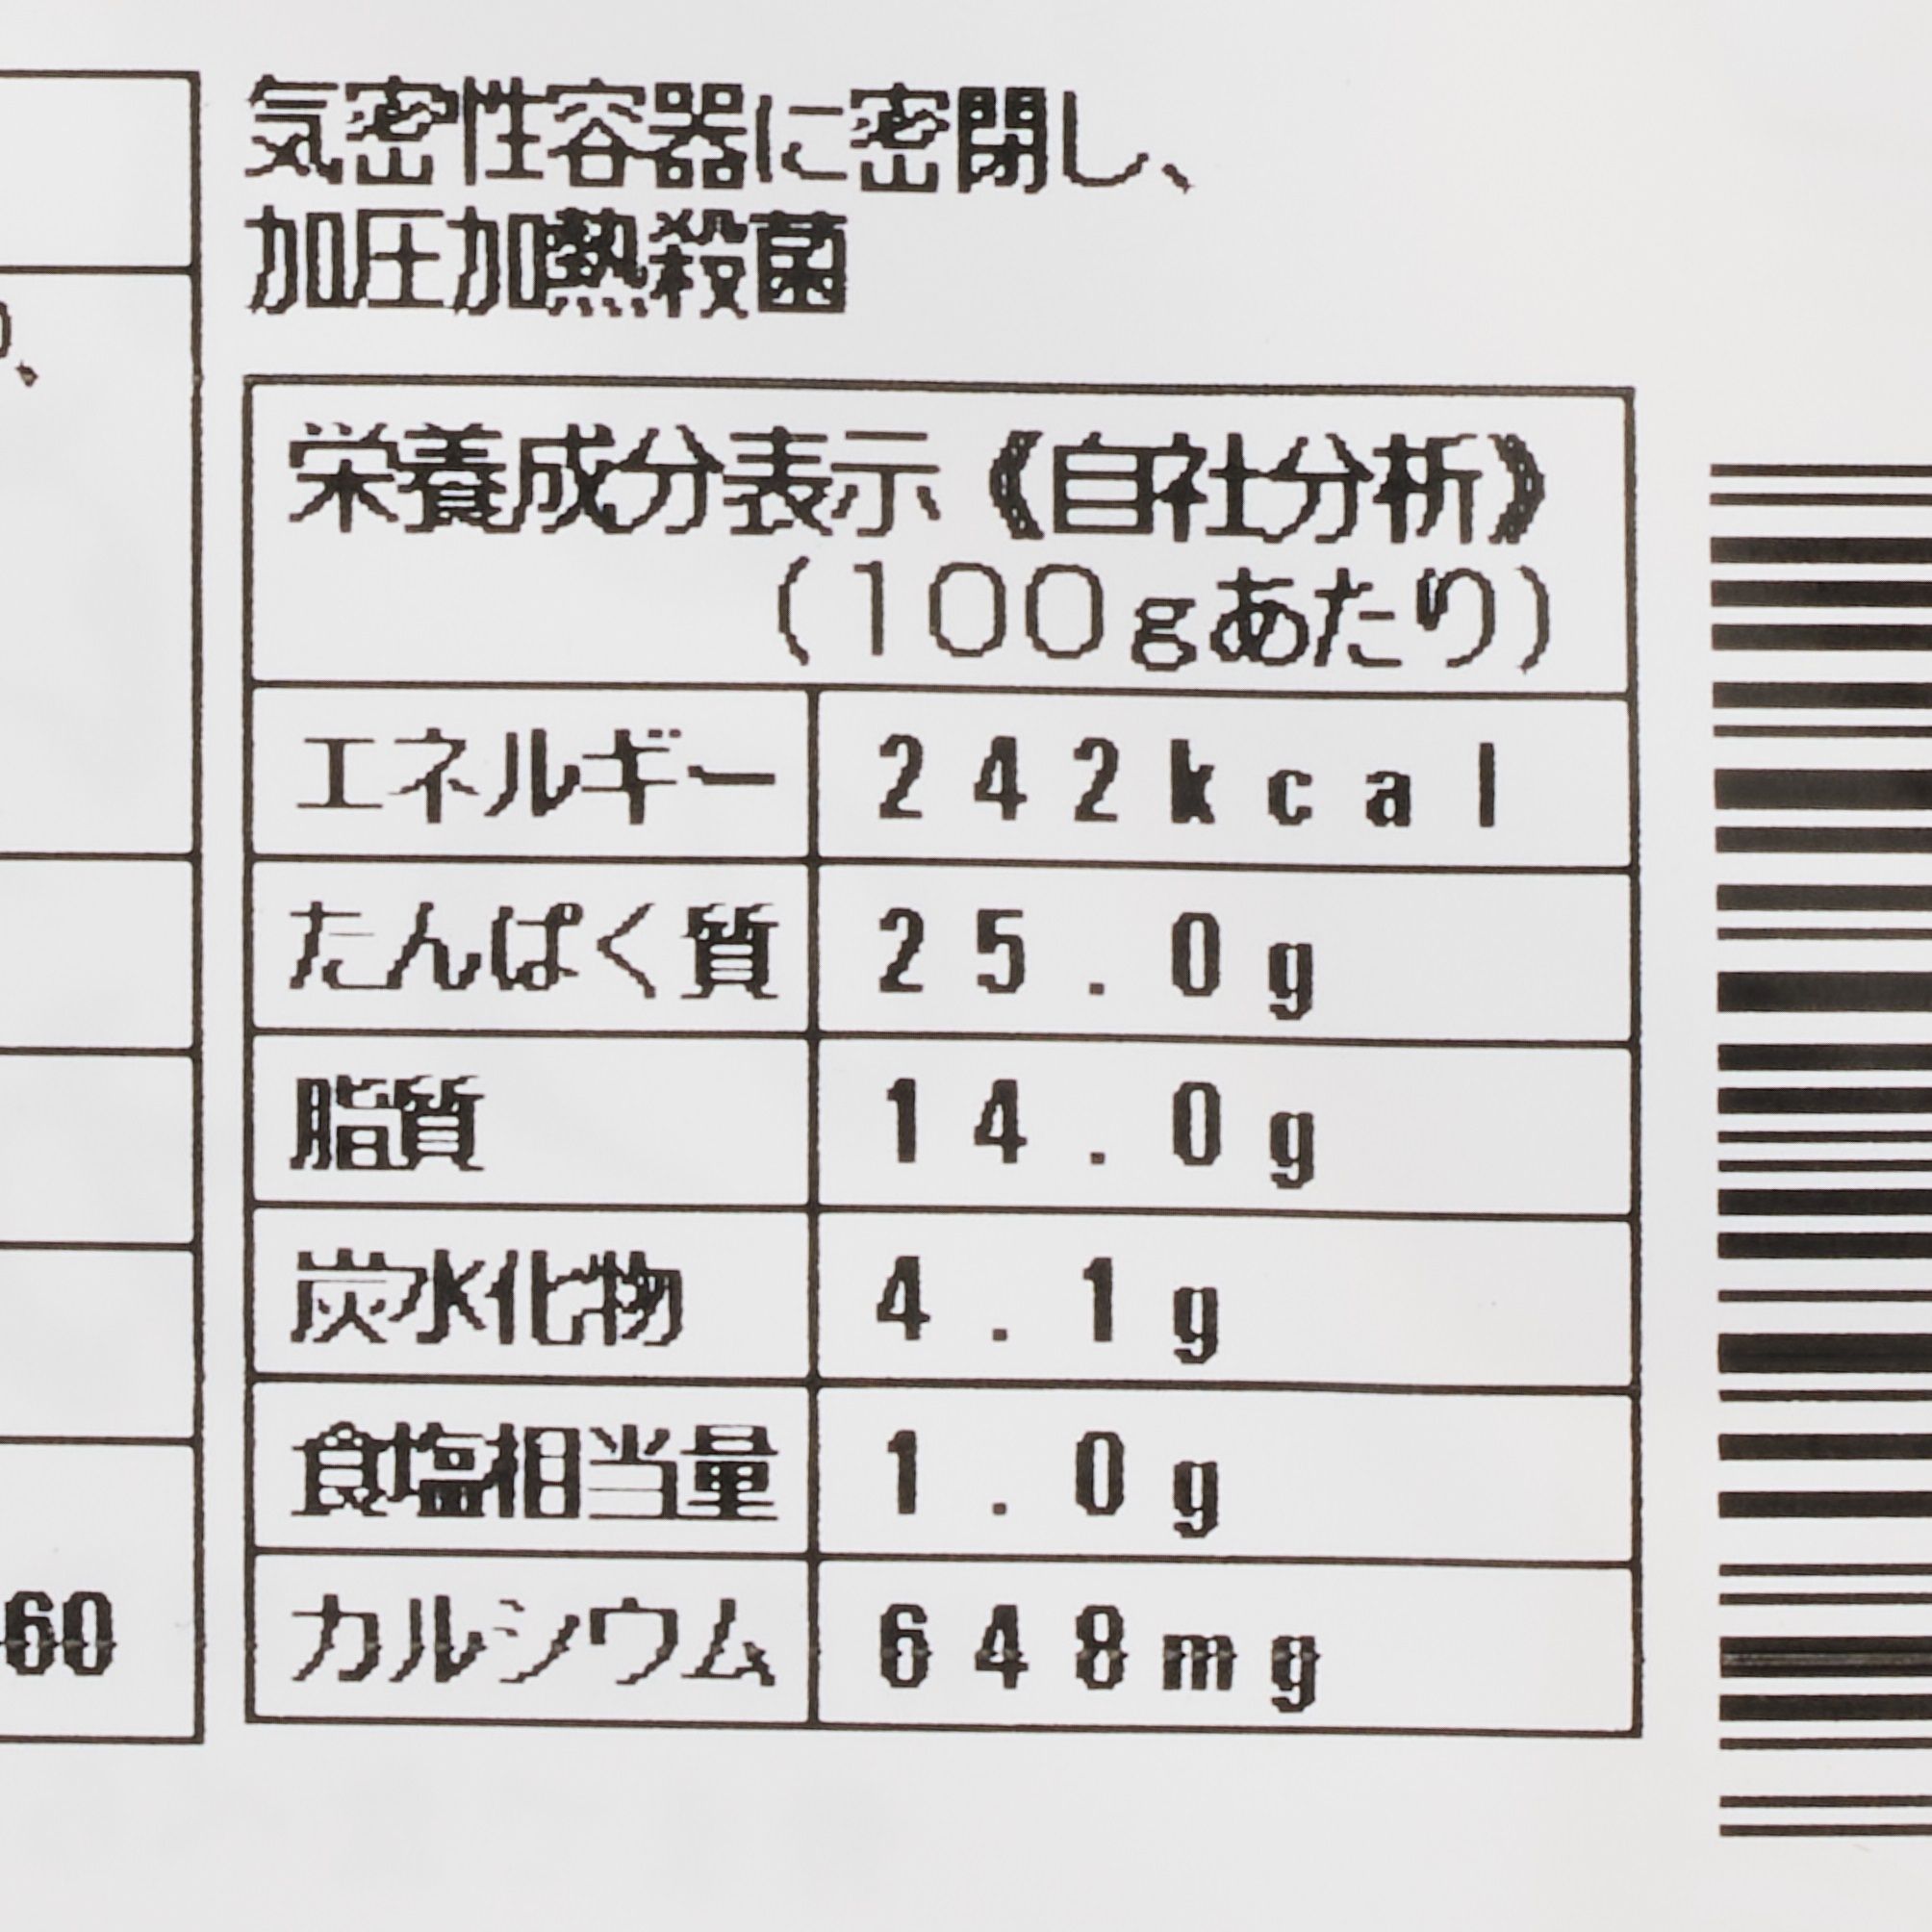 気密性容器に密閉し、
加圧加熱殺菌
栄養成分表示《自社分析》
(100gあたり)
エネルギー 242kcal
たんぱく質 25.0g
脂質 14.0g
炭水化物 4.1g
食塩相当量 1.0g
カルシウム 648mg
60